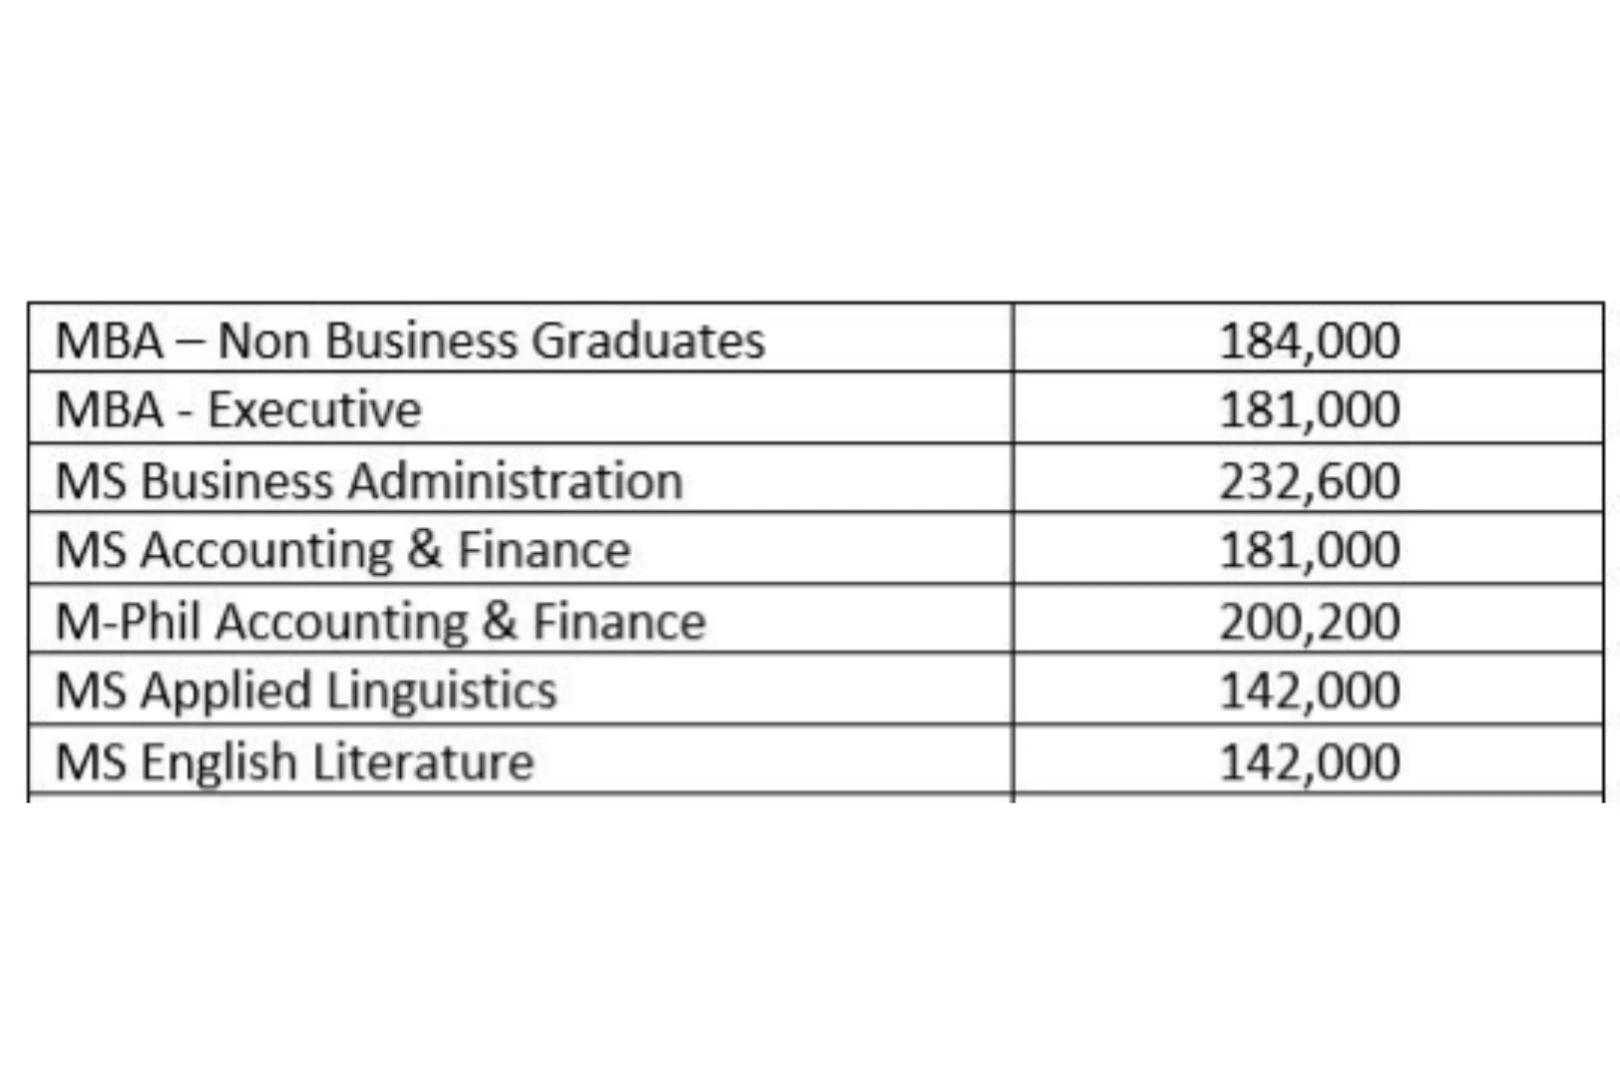 MBA – Non Business Graduates 184,000
MBA - Executive 181,000
MS Business Administration 232,600
MS Accounting & Finance 181,000
M-Phil Accounting & Finance 200,200
MS Applied Linguistics 142,000
MS English Literature 142,000